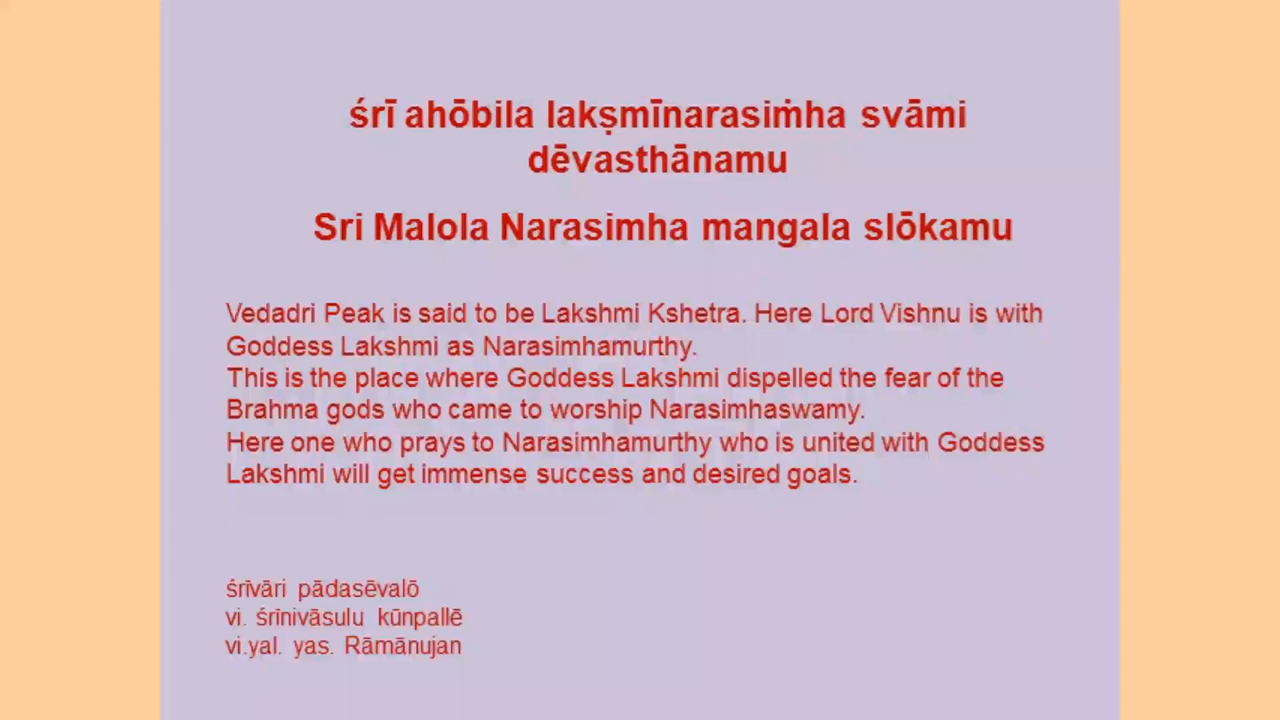 śrī ahōbila lakṣmīnarasiṁha svāmi
dēvasthānamu
Sri Malola Narasimha mangala slōkamu
Vedadri Peak is said to be Lakshmi Kshetra. Here Lord Vishnu is with
Goddess Lakshmi as Narasimhamurthy.
This is the place where Goddess Lakshmi dispelled the fear of the
Brahma gods who came to worship Narasimhaswamy.
Here one who prays to Narasimhamurthy who is united with Goddess
Lakshmi will get immense success and desired goals.
śrīvāri pādasēvalō
vi. śrīnivāsulu kūnpallē
vi.yal. yas. Rāmānujan